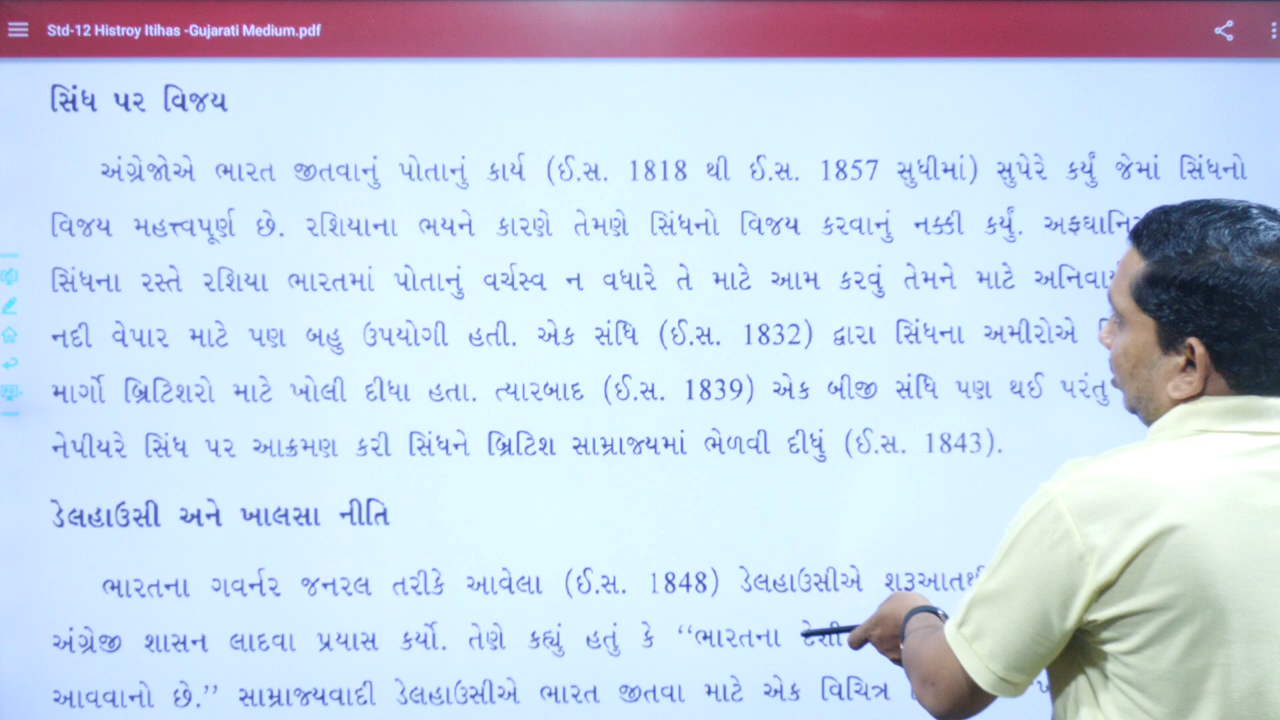 Std-12 Histroy Itihas -Gujarati Medium.pdf
સિંધ પર વિજય
અંગ્રેજોએ ભારત જીતવાનું પોતાનું કાર્ય (ઈ.સ. 1818 થી ઈ.સ. 1857 સુધીમાં) સુપેરે કર્યું જેમાં સિંધનો
વિજય મહત્ત્વપૂર્ણ છે. રશિયાના ભયને કારણે તેમણે સિંધનો વિજય કરવાનું નક્કી કર્યું.
સિંધના રસ્તે રશિયા ભારતમાં પોતાનું વર્ચસ્વ ન વધારે તે માટે આમ કરવું તેમને માટે
નદી વેપાર માટે પણ બહુ ઉપયોગી હતી. એક સંધિ (ઈ.સ. 1832) દ્વારા સિંધના અમીરોએ
માર્ગો બ્રિટિશરો માટે ખોલી દીધા હતા. ત્યારબાદ (ઈ.સ. 1839) એક બીજી સંધિ પણ થઈ પરંતુ
નેપીયરે સિંધ પર આક્રમણ કરી સિંધને બ્રિટિશ સામ્રાજ્યમાં ભેળવી દીધું (ઈ.સ. 1843).
ડેલહાઉસી અને ખાલસા નીતિ
ભારતના ગવર્નર જનરલ તરીકે આવેલા (ઈ.સ. 1848) ડેલહાઉસીએ
અંગ્રેજી શાસન લાદવા પ્રયાસ કર્યો. તેણે કહ્યું હતું કે “ભારતના
આવવાનો છે.” સામ્રાજ્યવાદી ડેલહાઉસીએ ભારત જીતવા માટે એક વિચિત્ર